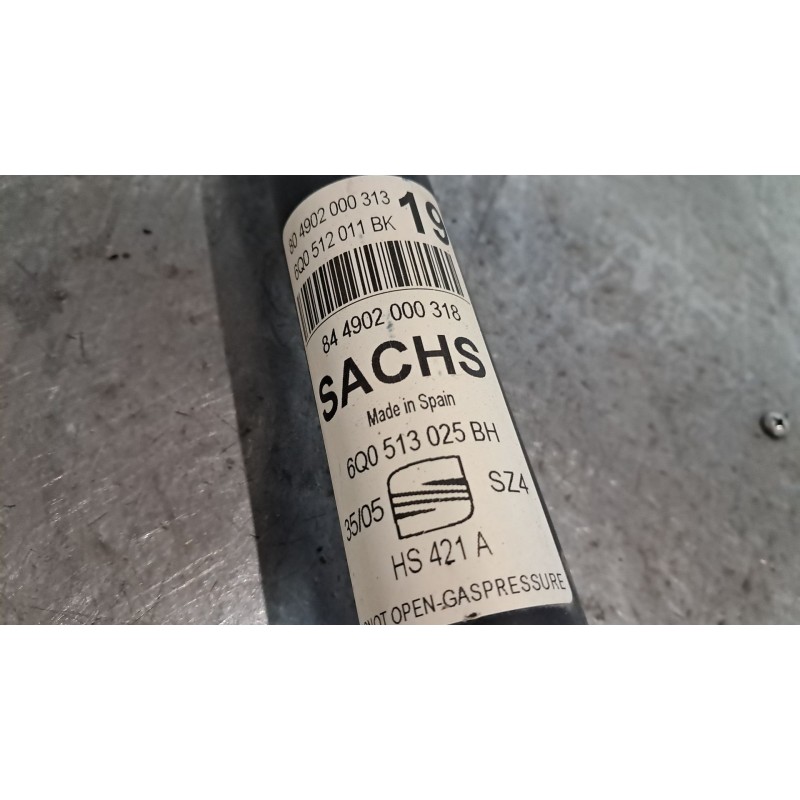 80 4902 000 313
6Q0 512 011 BK
19
84 4902 000 318
SACHS
Made in Spain
6Q0 513 025 BH
35/05
SZ4
HS 421 A
NOT OPEN-GASPRESSURE